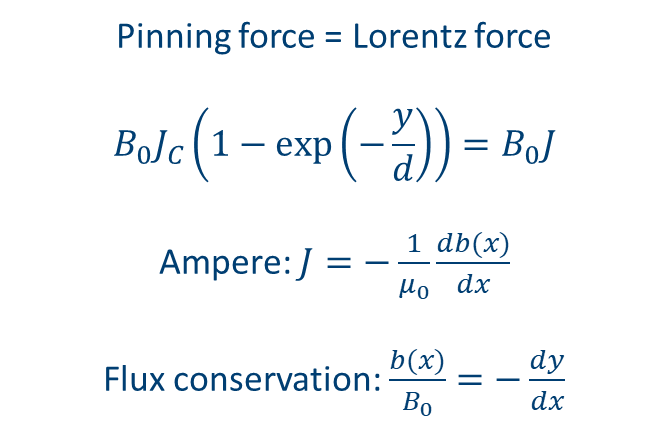 Pinning force = Lorentz force
B₀J_C(1 − exp(−y/d)) = B₀J
Ampere: J = −1/μ₀ db(x)/dx
Flux conservation: b(x)/B₀ = −dy/dx